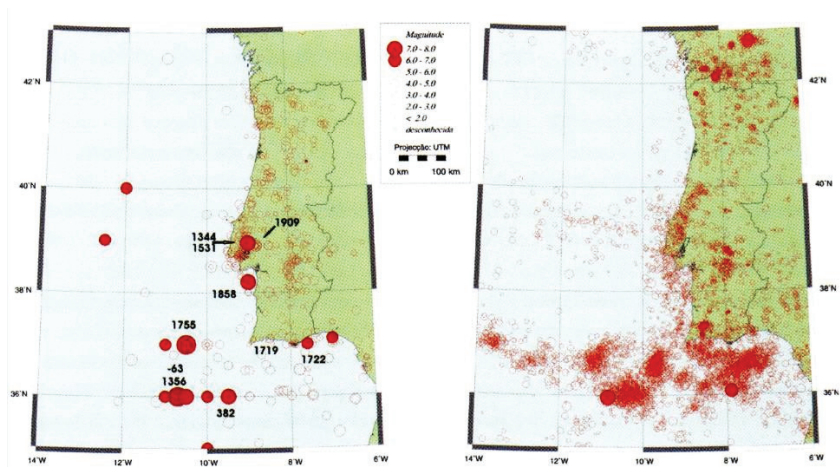 Magnitude
7.0 - 8.0
6.0 - 7.0
5.0 - 6.0
4.0 - 5.0
3.0 - 4.0
2.0 - 3.0
< 2.0
desconhecida
Projecção: UTM
0 km 100 km
42˚N
40˚N
38˚N
36˚N
1344
1531
1909
1858
1755
1719
1722
-63
1356
382
14˚W 12˚W 10˚W 8˚W 6˚W
42˚N
40˚N
38˚N
36˚N
14˚W 12˚W 10˚W 8˚W 6˚W